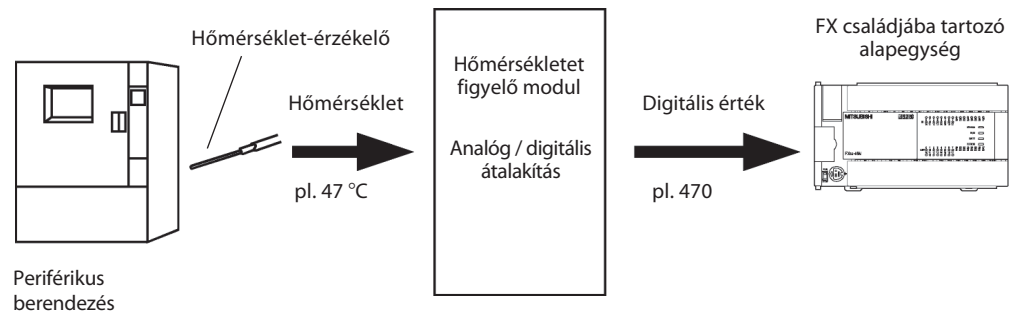 Hőmérséklet-érzékelő
Periférikus
berendezés
Hőmérséklet
pl. 47 °C
Hőmérsékletet
figyelő modul
Analóg / digitális
átalakítás
Digitális érték
pl. 470
FX családjába tartozó
alapegység
MITSUBISHI